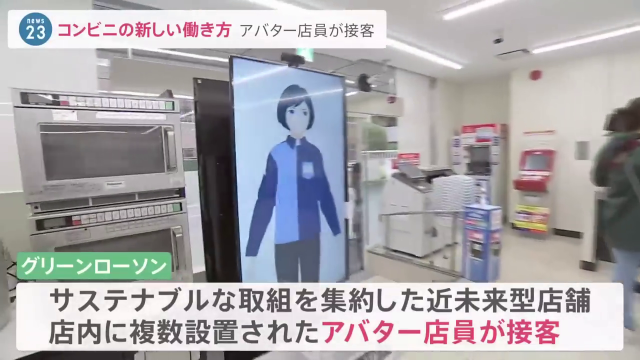 news
23
コンビニの新しい働き方 アバター店員が接客
グリーンローソン
サステナブルな取組を集約した近未来型店舗
店内に複数設置されたアバター店員が接客